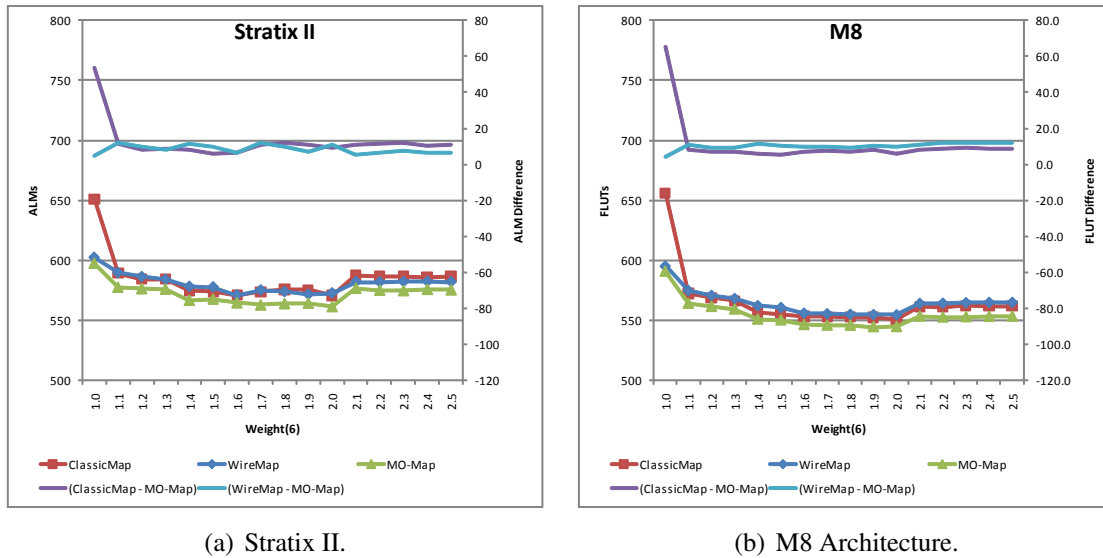 Stratix II
800
750
700
650
600
550
500
ALMs
80
60
40
20
0
-20
-40
-60
-80
-100
-120
ALM Difference
1.0 1.1 1.2 1.3 1.4 1.5 1.6 1.7 1.8 1.9 2.0 2.1 2.2 2.3 2.4 2.5
Weight(6)
ClassicMap WireMap MO-Map
(ClassicMap - MO-Map) (WireMap - MO-Map)
(a) Stratix II.
M8
800
750
700
650
600
550
500
FLUTs
80.0
60.0
40.0
20.0
0.0
-20.0
-40.0
-60.0
-80.0
-100.0
-120.0
FLUT Difference
1.0 1.1 1.2 1.3 1.4 1.5 1.6 1.7 1.8 1.9 2.0 2.1 2.2 2.3 2.4 2.5
Weight(6)
ClassicMap WireMap MO-Map
(ClassicMap - MO-Map) (WireMap - MO-Map)
(b) M8 Architecture.